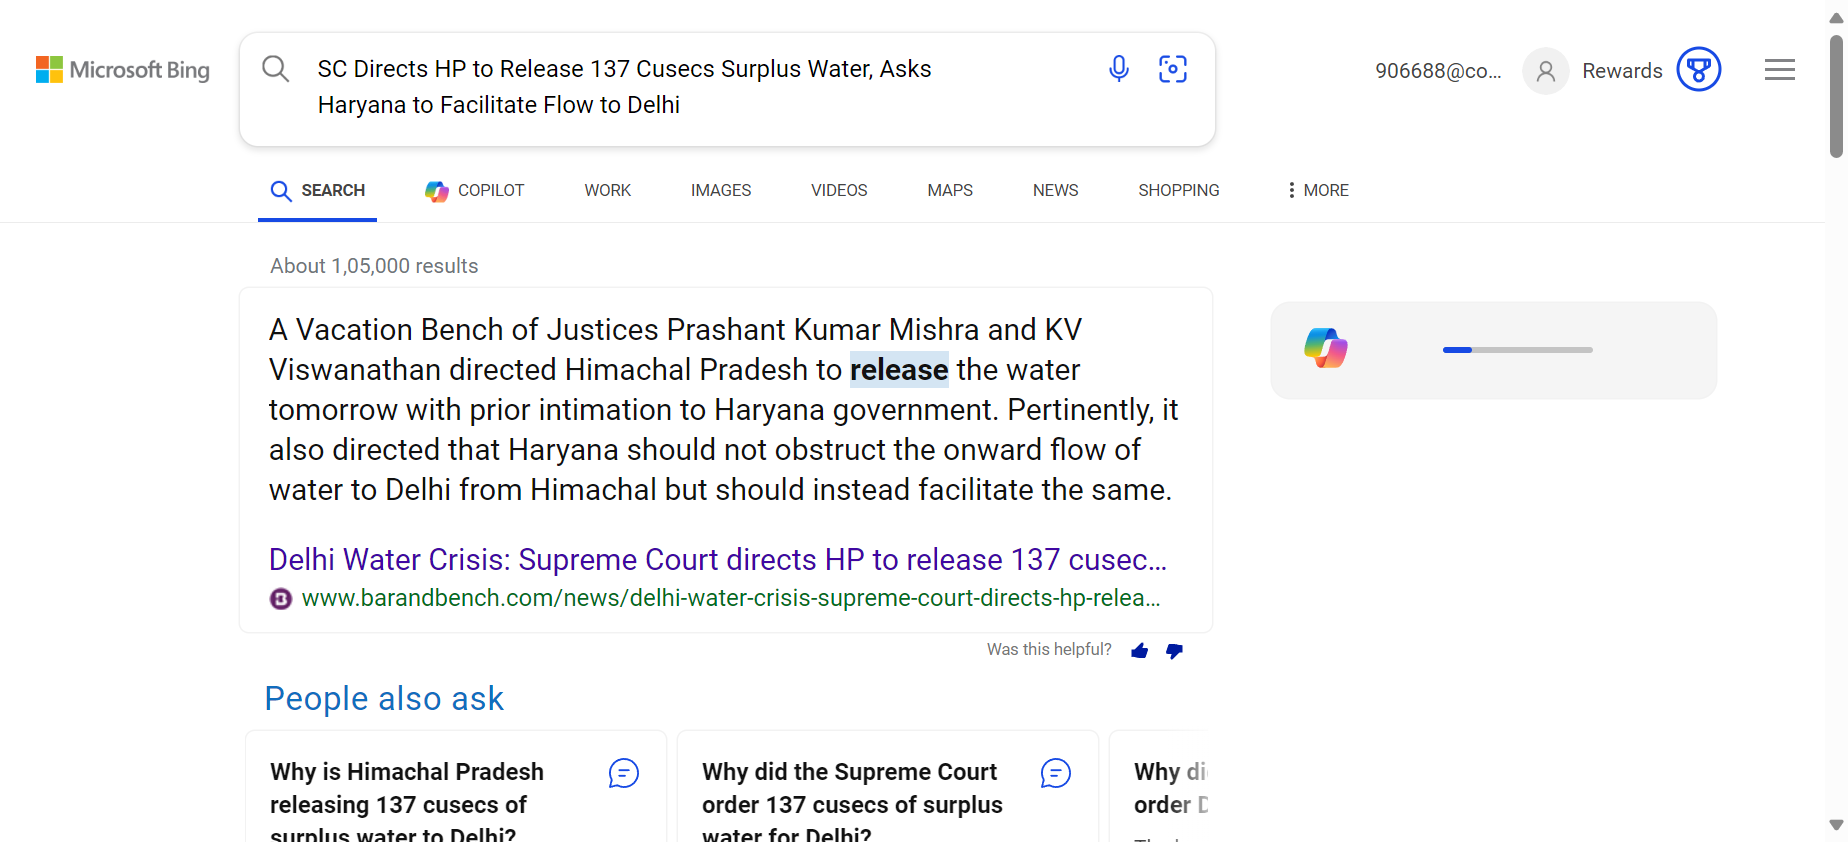 Microsoft Bing
SC Directs HP to Release 137 Cusecs Surplus Water, Asks
Haryana to Facilitate Flow to Delhi
906688@co...
Rewards
SEARCH
COPILOT
WORK
IMAGES
VIDEOS
MAPS
NEWS
SHOPPING
MORE
About 1,05,000 results
A Vacation Bench of Justices Prashant Kumar Mishra and KV
Viswanathan directed Himachal Pradesh to release the water
tomorrow with prior intimation to Haryana government. Pertinently, it
also directed that Haryana should not obstruct the onward flow of
water to Delhi from Himachal but should instead facilitate the same.
Delhi Water Crisis: Supreme Court directs HP to release 137 cusec...
www.barandbench.com/news/delhi-water-crisis-supreme-court-directs-hp-relea...
Was this helpful?
People also ask
Why is Himachal Pradesh
releasing 137 cusecs of
surplus water to Delhi?
Why did the Supreme Court
order 137 cusecs of surplus
water for Delhi?
Why di
order D